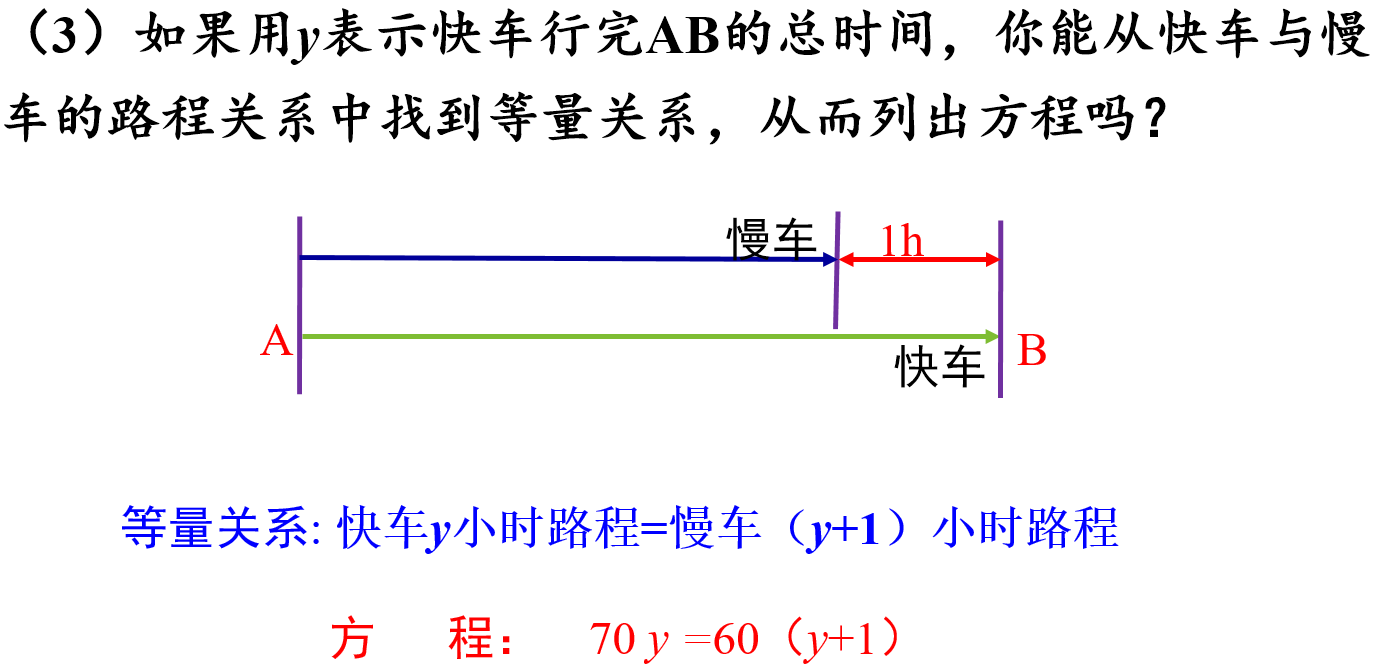 （3）如果用y表示快车行完AB的总时间，你能从快车与慢
车的路程关系中找到等量关系，从而列出方程吗？
慢车 1h
A
快车
B
等量关系: 快车y小时路程=慢车（y+1）小时路程
方 程： 70 y =60（y+1）